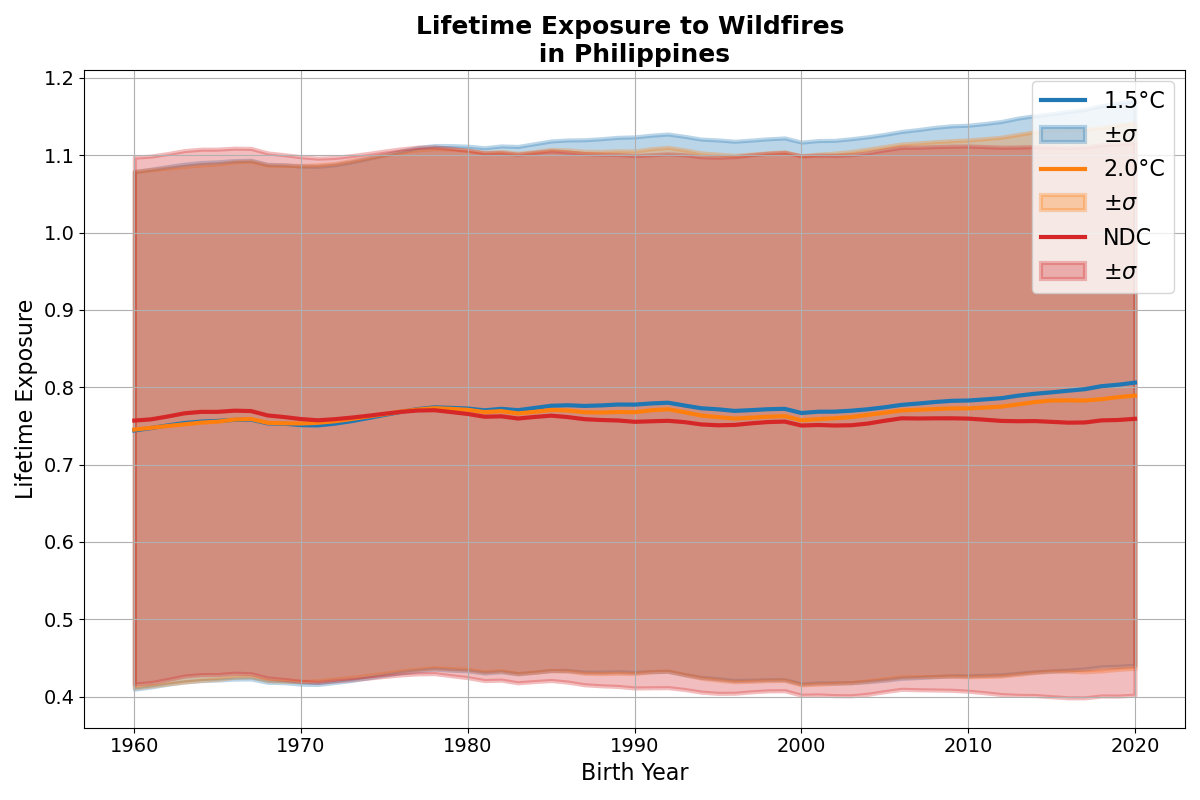 Lifetime Exposure to Wildfires
in Philippines
Lifetime Exposure
1.2
1.1
1.0
0.9
0.8
0.7
0.6
0.5
0.4
1.5°C
±σ
2.0°C
±σ
NDC
±σ
1960
1970
1980
1990
2000
2010
2020
Birth Year